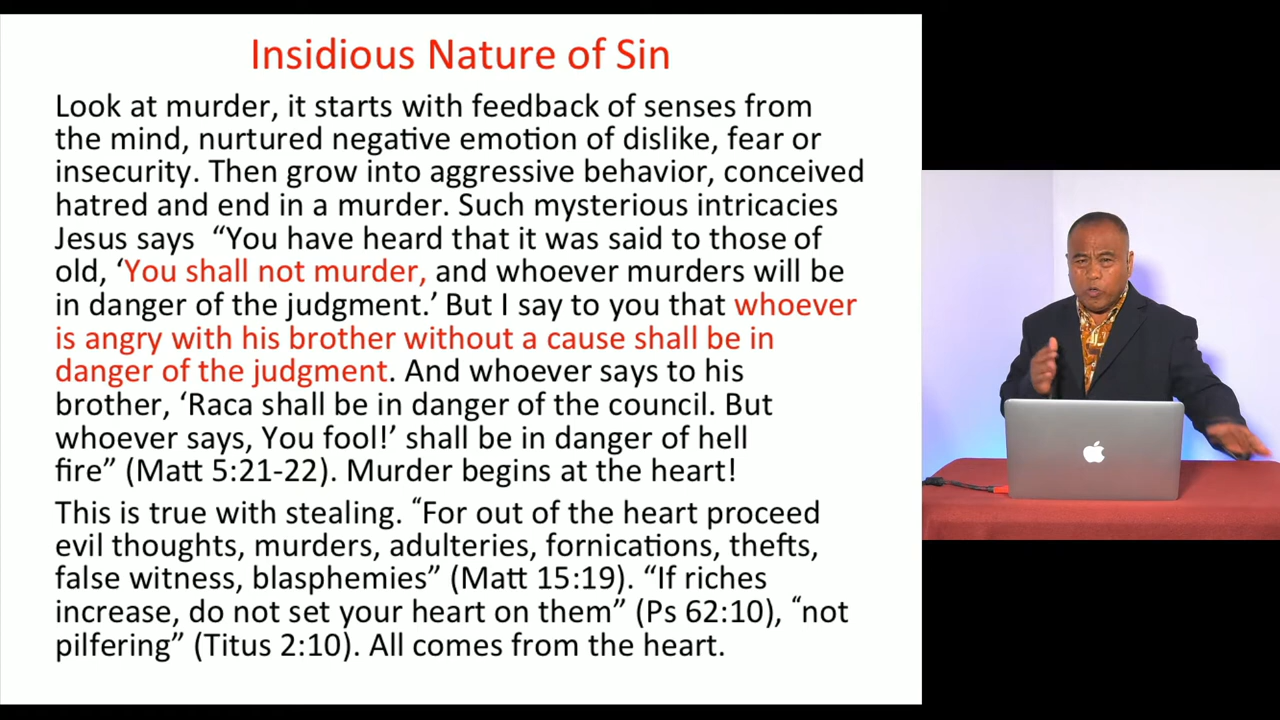 Insidious Nature of Sin
Look at murder, it starts with feedback of senses from
the mind, nurtured negative emotion of dislike, fear or
insecurity. Then grow into aggressive behavior, conceived
hatred and end in a murder. Such mysterious intricacies
Jesus says  “You have heard that it was said to those of
old, ‘You shall not murder, and whoever murders will be
in danger of the judgment.’ But I say to you that whoever
is angry with his brother without a cause shall be in
danger of the judgment. And whoever says to his
brother, ‘Raca shall be in danger of the council. But
whoever says, You fool!’ shall be in danger of hell
fire” (Matt 5:21-22). Murder begins at the heart!
This is true with stealing. “For out of the heart proceed
evil thoughts, murders, adulteries, fornications, thefts,
false witness, blasphemies” (Matt 15:19). “If riches
increase, do not set your heart on them” (Ps 62:10), “not
pilfering” (Titus 2:10). All comes from the heart.